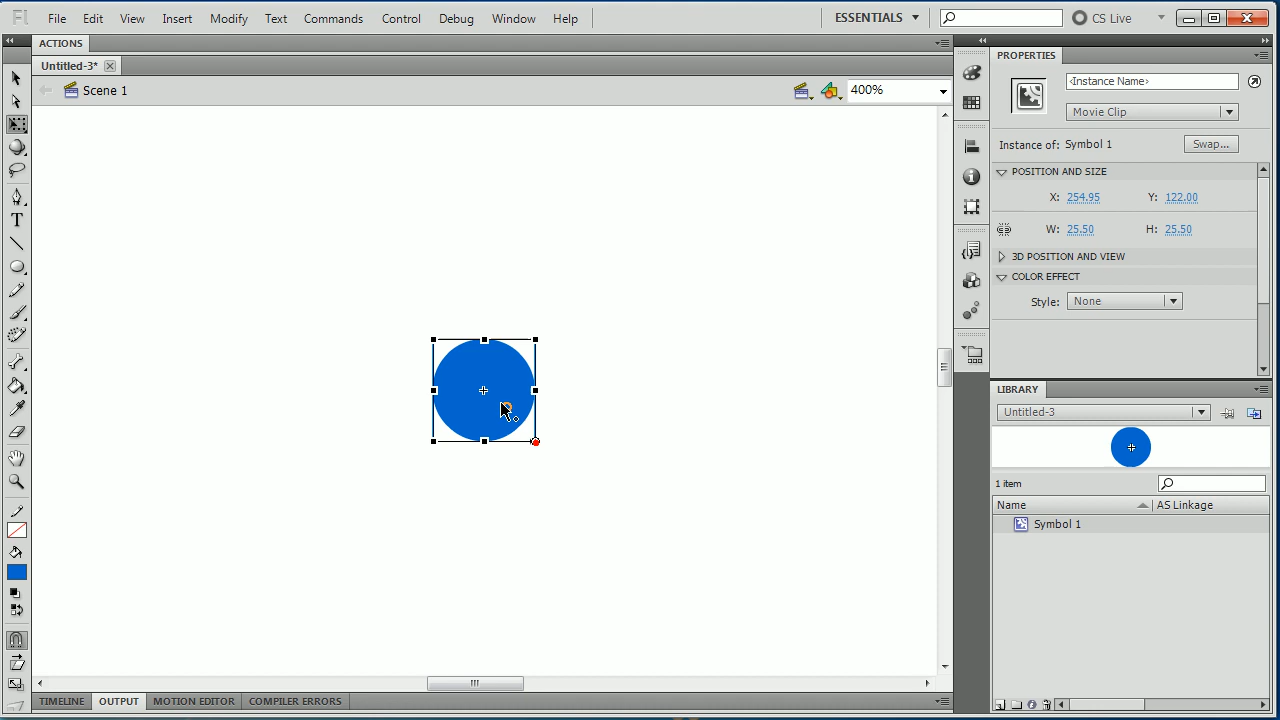 Fl File Edit View Insert Modify Text Commands Control Debug Window Help ESSENTIALS CS Live
ACTIONS
Untitled-3*
Scene 1 400%
T
TIMELINE OUTPUT MOTION EDITOR COMPILER ERRORS
PROPERTIES
<Instance Name>
Movie Clip
Instance of: Symbol 1 Swap...
POSITION AND SIZE
X: 254.95 Y: 122.00
W: 25.50 H: 25.50
3D POSITION AND VIEW
COLOR EFFECT
Style: None
LIBRARY
Untitled-3
1 item
Name AS Linkage
Symbol 1